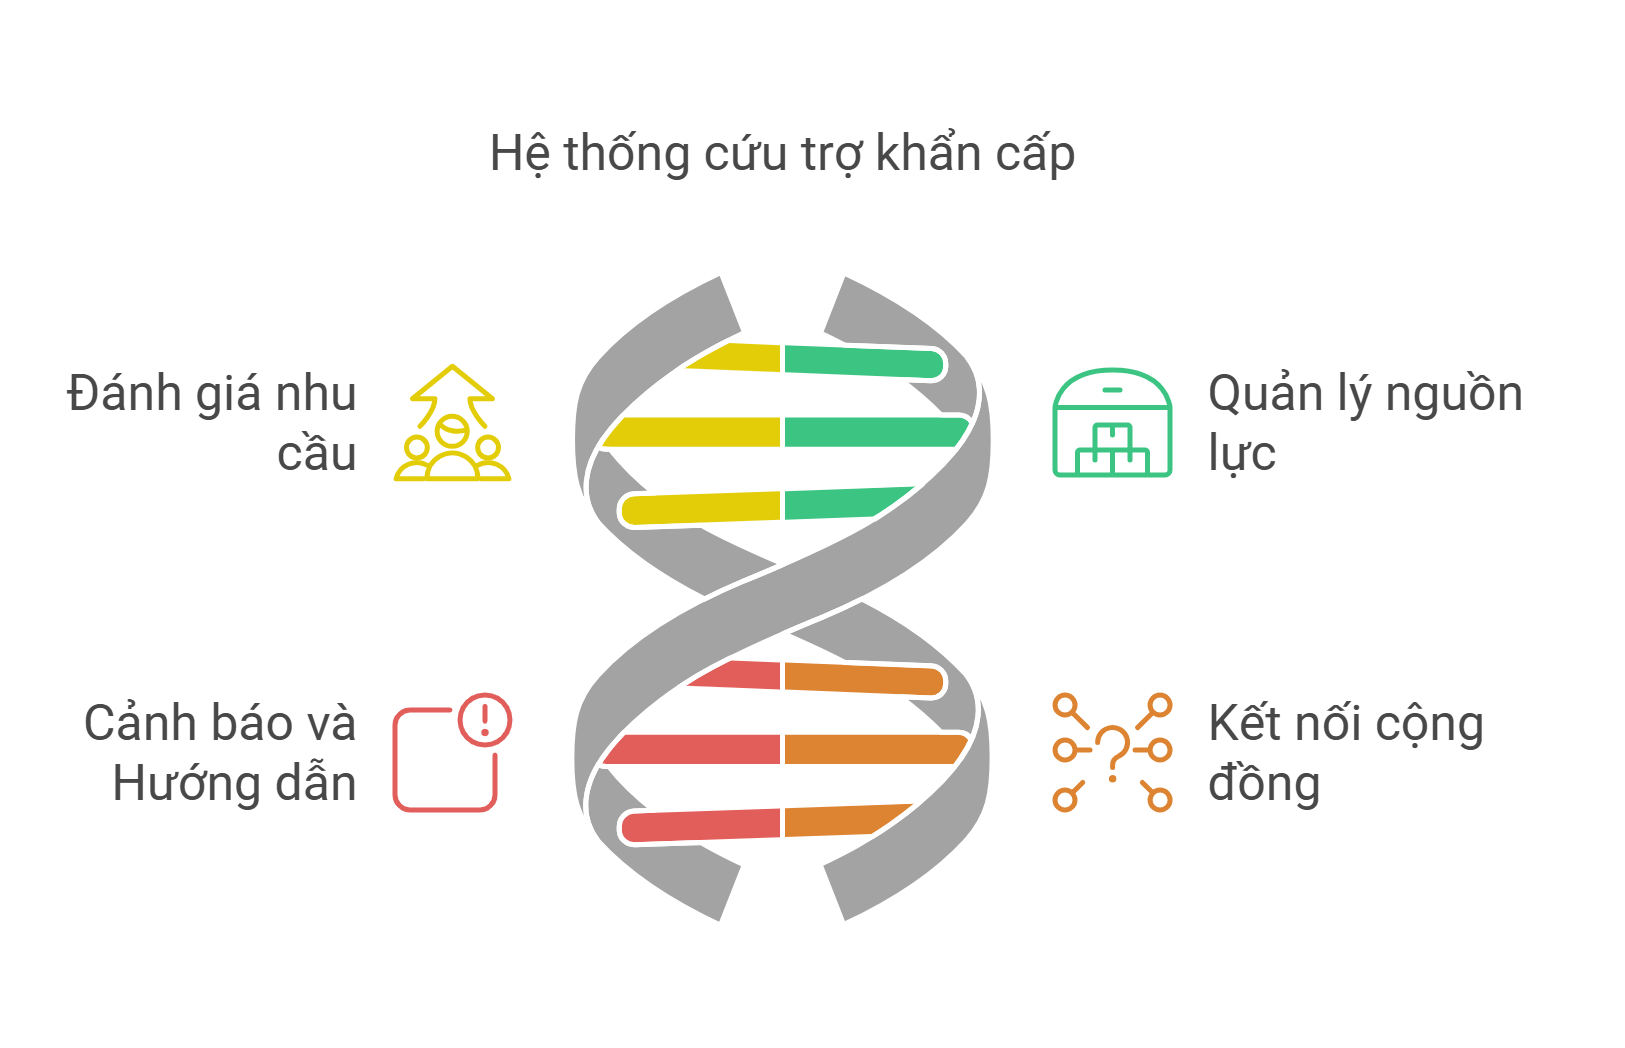 Hệ thống cứu trợ khẩn cấp
Đánh giá nhu
cầu
Quản lý nguồn
lực
Cảnh báo và
Hướng dẫn
Kết nối cộng
đồng